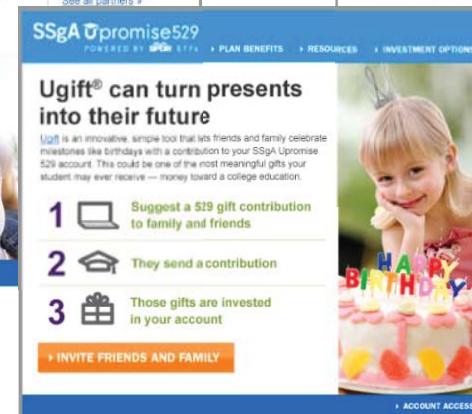 See all partners »
SSgA Upromise529
POWERED BY SPDR ETFs
▸ PLAN BENEFITS ▸ RESOURCES ▸ INVESTMENT OPTIONS
Ugift® can turn presents
into their future
Ugift is an innovative, simple tool that lets friends and family celebrate
milestones like birthdays with a contribution to your SSgA Upromise
529 account. This could be one of the most meaningful gifts your
student may ever receive — money toward a college education.
1 Suggest a 529 gift contribution
to family and friends
2 They send a contribution
3 Those gifts are invested
in your account
▸ INVITE FRIENDS AND FAMILY
HAPPY
BIRTHDAY
▸ ACCOUNT ACCESS